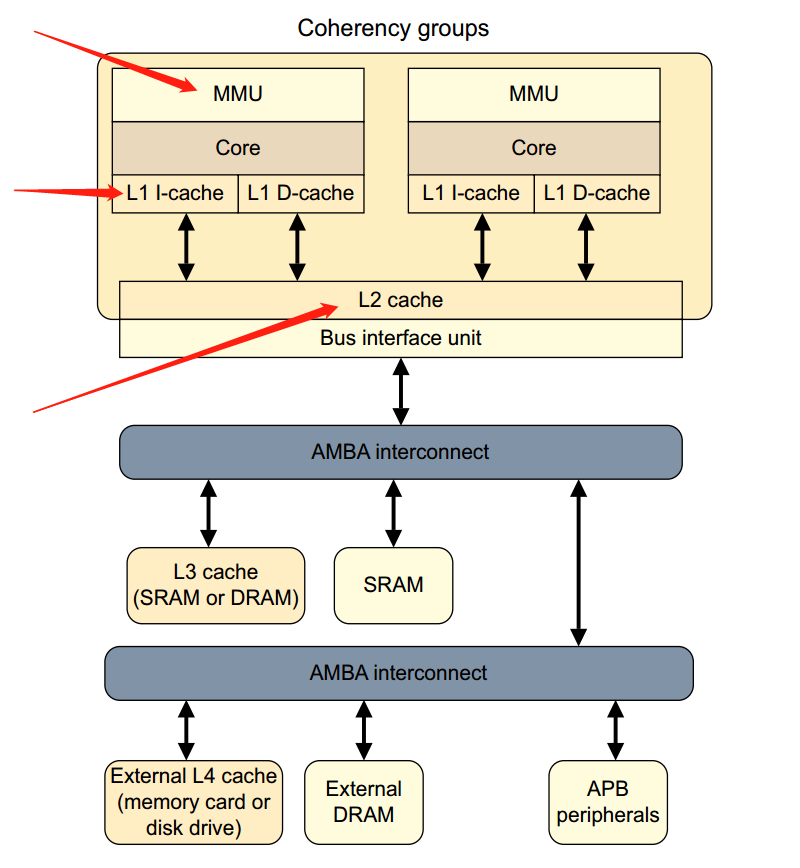 Coherency groups
MMU
MMU
Core
Core
L1 I-cache
L1 D-cache
L1 I-cache
L1 D-cache
L2 cache
Bus interface unit
AMBA interconnect
L3 cache
(SRAM or DRAM)
SRAM
AMBA interconnect
External L4 cache
(memory card or
disk drive)
External
DRAM
APB
peripherals